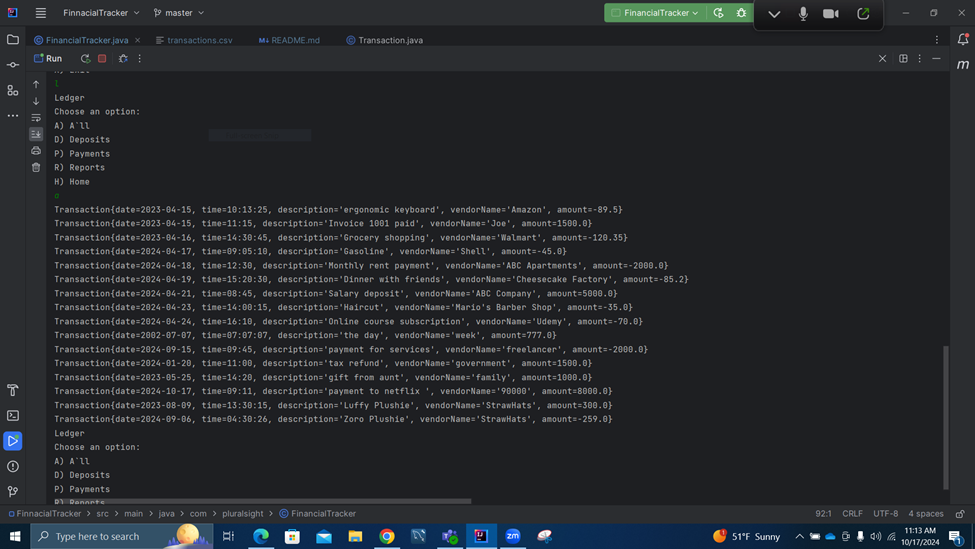 FinnacialTracker
master
FinancialTracker
FinancialTracker.java
transactions.csv
README.md
Transaction.java
Run
l
Ledger
Choose an option:
A) A`ll
D) Deposits
P) Payments
R) Reports
H) Home
a
Transaction{date=2023-04-15, time=10:13:25, description='ergonomic keyboard', vendorName='Amazon', amount=-89.5}
Transaction{date=2023-04-15, time=11:15, description='Invoice 1001 paid', vendorName='Joe', amount=1500.0}
Transaction{date=2023-04-16, time=14:30:45, description='Grocery shopping', vendorName='Walmart', amount=-120.35}
Transaction{date=2024-04-17, time=09:05:10, description='Gasoline', vendorName='Shell', amount=-45.0}
Transaction{date=2024-04-18, time=12:30, description='Monthly rent payment', vendorName='ABC Apartments', amount=-2000.0}
Transaction{date=2024-04-19, time=15:20:30, description='Dinner with friends', vendorName='Cheesecake Factory', amount=-85.2}
Transaction{date=2024-04-21, time=08:45, description='Salary deposit', vendorName='ABC Company', amount=5000.0}
Transaction{date=2024-04-23, time=14:00:15, description='Haircut', vendorName='Mario's Barber Shop', amount=-35.0}
Transaction{date=2024-04-24, time=16:10, description='Online course subscription', vendorName='Udemy', amount=-70.0}
Transaction{date=2002-07-07, time=07:07:07, description='the day', vendorName='week', amount=777.0}
Transaction{date=2024-09-15, time=09:45, description='payment for services', vendorName='freelancer', amount=-2000.0}
Transaction{date=2024-01-20, time=11:00, description='tax refund', vendorName='government', amount=1500.0}
Transaction{date=2023-05-25, time=14:20, description='gift from aunt', vendorName='family', amount=1000.0}
Transaction{date=2024-10-17, time=09:11, description='payment to netflix ', vendorName='90000', amount=8000.0}
Transaction{date=2023-08-09, time=13:30:15, description='Luffy Plushie', vendorName='StrawHats', amount=300.0}
Transaction{date=2024-09-06, time=04:30:26, description='Zoro Plushie', vendorName='StrawHats', amount=-259.0}
Ledger
Choose an option:
A) A`ll
D) Deposits
P) Payments
R) Reports
FinnacialTracker > src > main > java > com > pluralsight > FinancialTracker
92:1 CRLF UTF-8 4 spaces
Type here to search
51°F Sunny
11:13 AM
10/17/2024